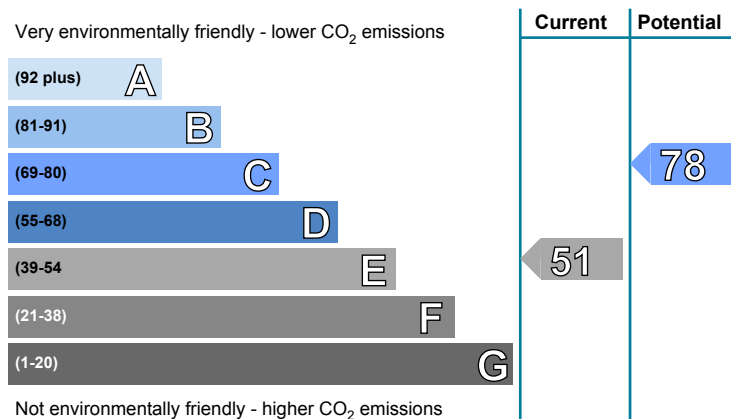 Current Potential
Very environmentally friendly - lower CO₂ emissions
(92 plus) A
(81-91) B
(69-80) C
78
(55-68) D
(39-54 E
51
(21-38) F
(1-20) G
Not environmentally friendly - higher CO₂ emissions